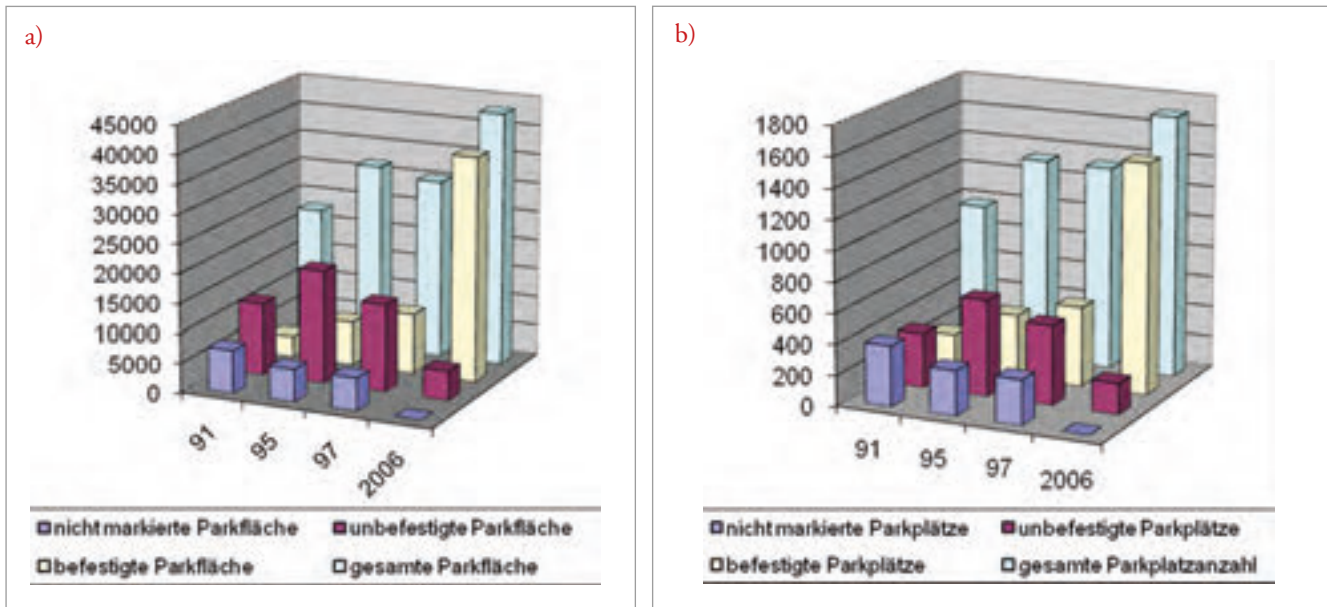 a)
45000
40000
35000
30000
25000
20000
15000
10000
5000
0
91
95
97
2006
nicht markierte Parkfläche
unbefestigte Parkfläche
befestigte Parkfläche
gesamte Parkfläche
b)
1800
1600
1400
1200
1000
800
600
400
200
0
91
95
97
2006
nicht markierte Parkplätze
unbefestigte Parkplätze
befestigte Parkplätze
gesamte Parkplatzanzahl